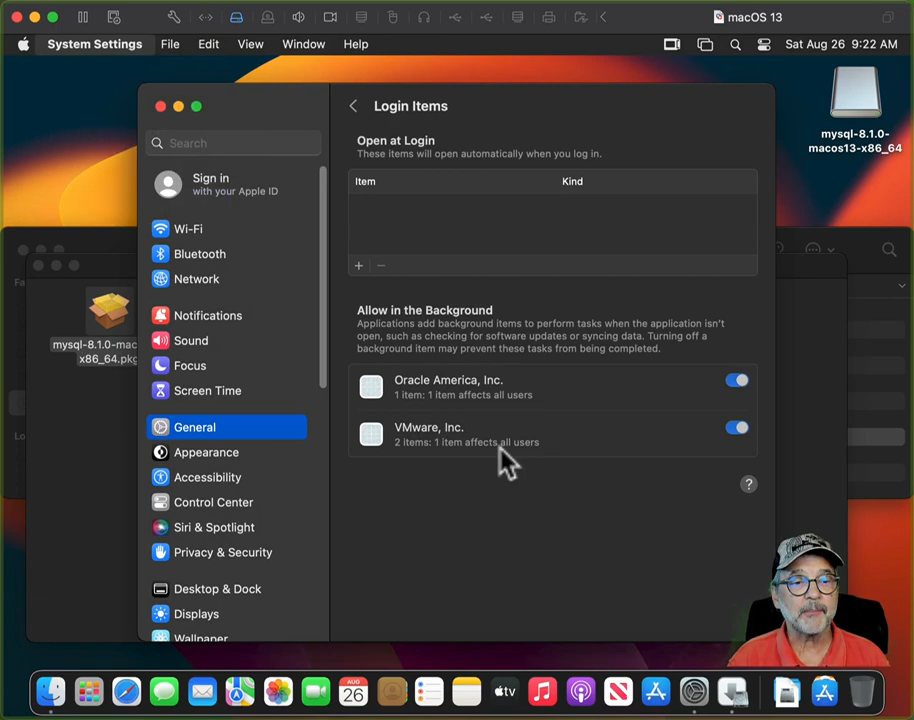 macOS 13
System Settings File Edit View Window Help
Sat Aug 26 9:22 AM
mysql-8.1.0-
macos13-x86_64
Search
Sign in
with your Apple ID
Wi-Fi
Bluetooth
Network
Notifications
Sound
Focus
Screen Time
General
Appearance
Accessibility
Control Center
Siri & Spotlight
Privacy & Security
Desktop & Dock
Displays
Wallpaper
Login Items
Open at Login
These items will open automatically when you log in.
Item Kind
+ −
Allow in the Background
Applications add background items to perform tasks when the application isn't
open, such as checking for software updates or syncing data. Turning off a
background item may prevent these tasks from being completed.
Oracle America, Inc.
1 item: 1 item affects all users
VMware, Inc.
2 items: 1 item affects all users
?
Fa
mysql-8.1.0-mac
x86_64.pkg
Lo
AUG
26
tv